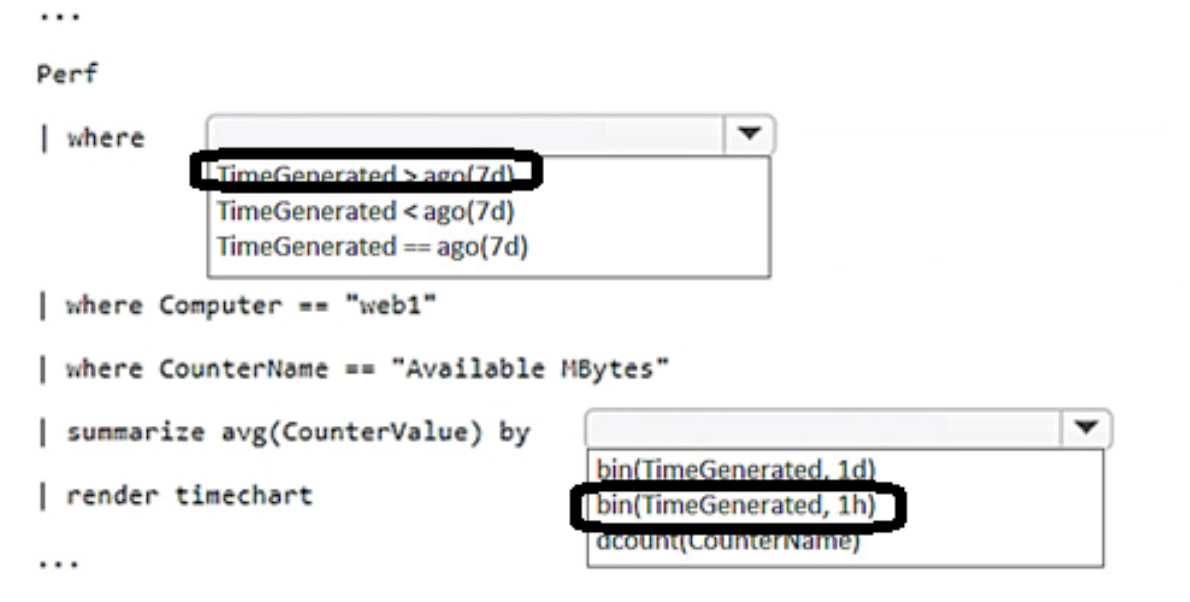 ...
Perf
| where
TimeGenerated > ago(7d)
TimeGenerated < ago(7d)
TimeGenerated == ago(7d)
| where Computer == "web1"
| where CounterName == "Available MBytes"
| summarize avg(CounterValue) by
bin(TimeGenerated, 1d)
bin(TimeGenerated, 1h)
dcount(CounterName)
| render timechart
...